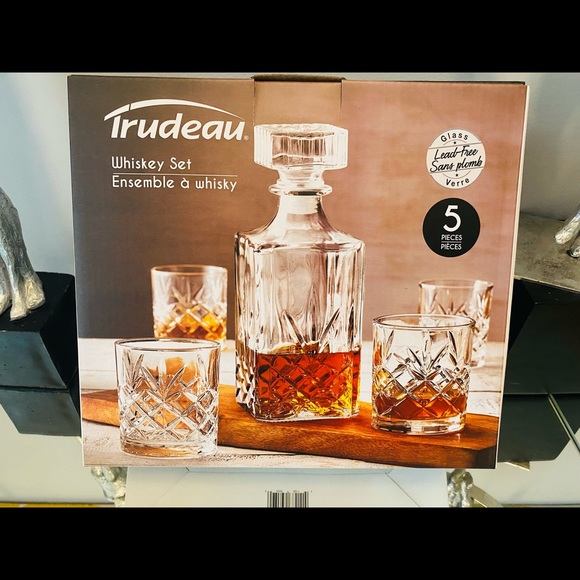 Trudeau®
Whiskey Set
Ensemble à whisky
Glass
Lead-Free
Sans plomb
Verre
5
PIECES
PIÈCES